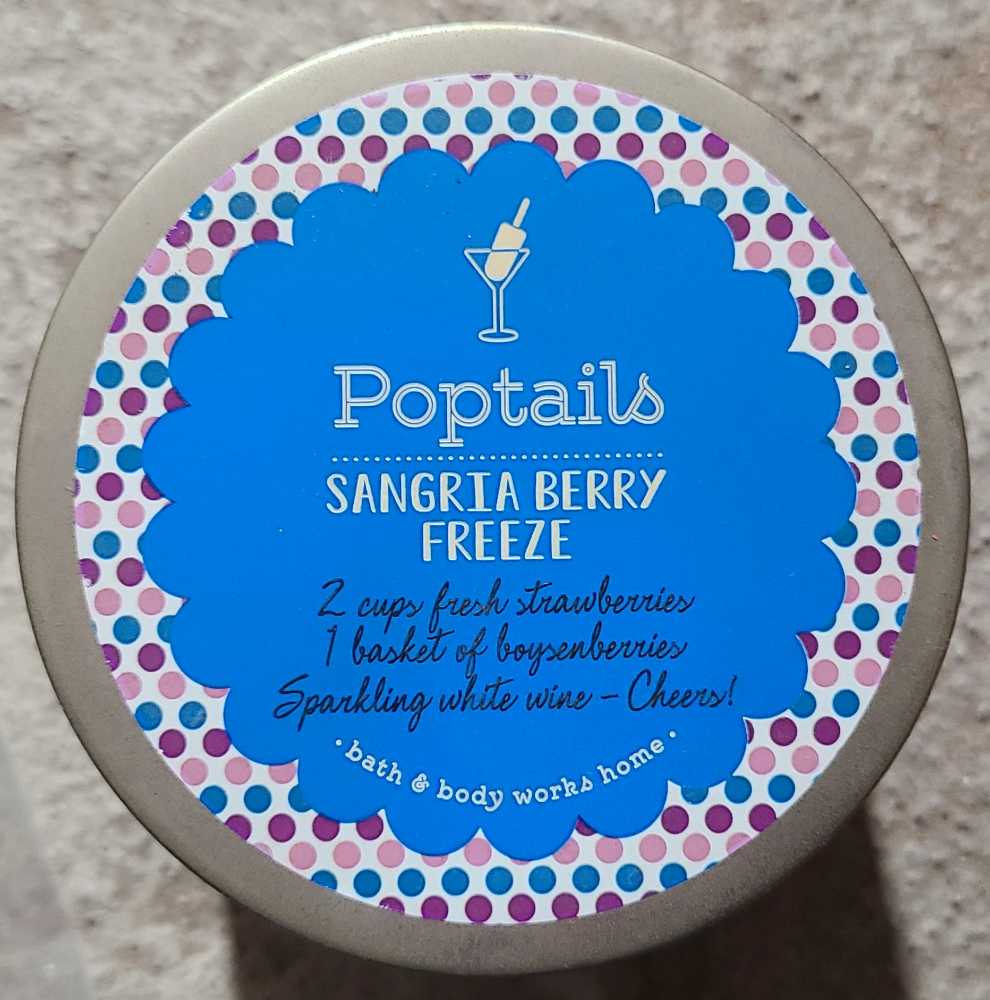 Poptails
SANGRIA BERRY
FREEZE
2 cups fresh strawberries
1 basket of boysenberries
Sparkling white wine – Cheers!
• bath & body works home •